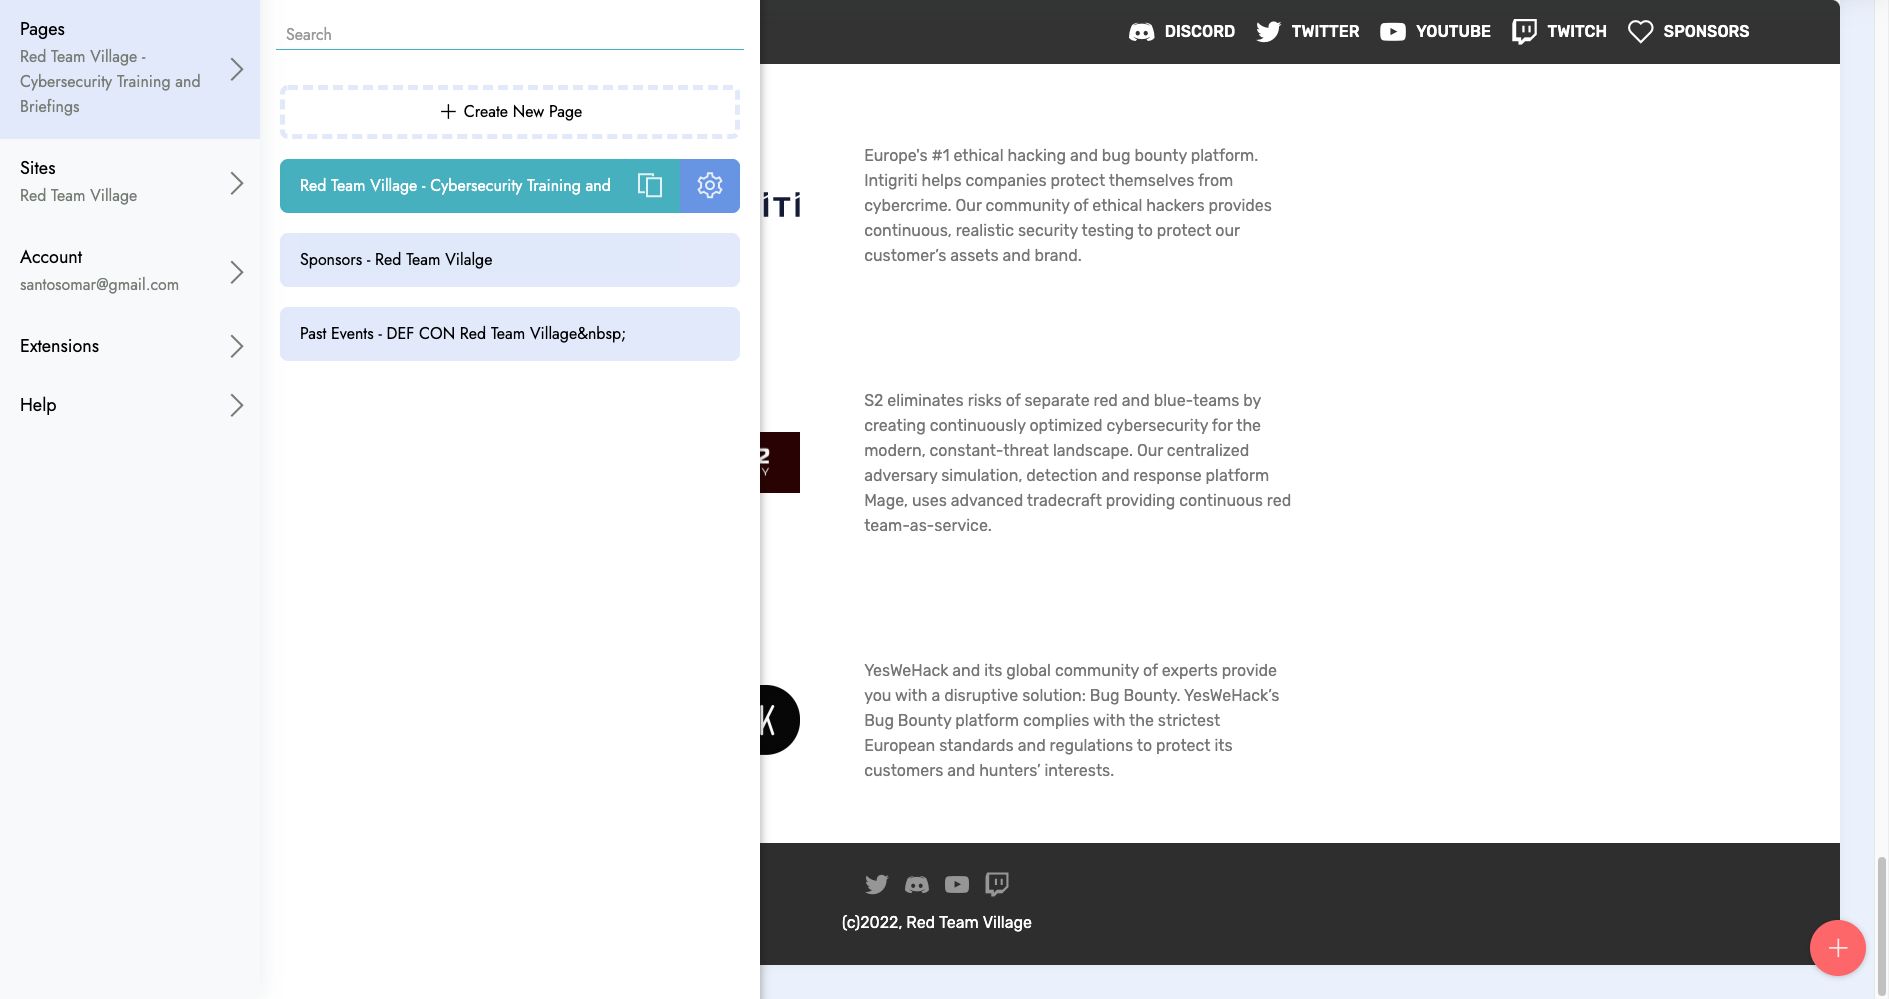 Pages
Red Team Village -
Cybersecurity Training and
Briefings
Sites
Red Team Village
Account
santosomar@gmail.com
Extensions
Help
Search
Create New Page
Red Team Village - Cybersecurity Training and
Sponsors - Red Team Vilalge
Past Events - DEF CON Red Team Village&nbsp;
DISCORD TWITTER YOUTUBE TWITCH SPONSORS
Europe's #1 ethical hacking and bug bounty platform.
Intigriti helps companies protect themselves from
cybercrime. Our community of ethical hackers provides
continuous, realistic security testing to protect our
customer’s assets and brand.
S2 eliminates risks of separate red and blue-teams by
creating continuously optimized cybersecurity for the
modern, constant-threat landscape. Our centralized
adversary simulation, detection and response platform
Mage, uses advanced tradecraft providing continuous red
team-as-service.
YesWeHack and its global community of experts provide
you with a disruptive solution: Bug Bounty. YesWeHack’s
Bug Bounty platform complies with the strictest
European standards and regulations to protect its
customers and hunters’ interests.
(c)2022, Red Team Village